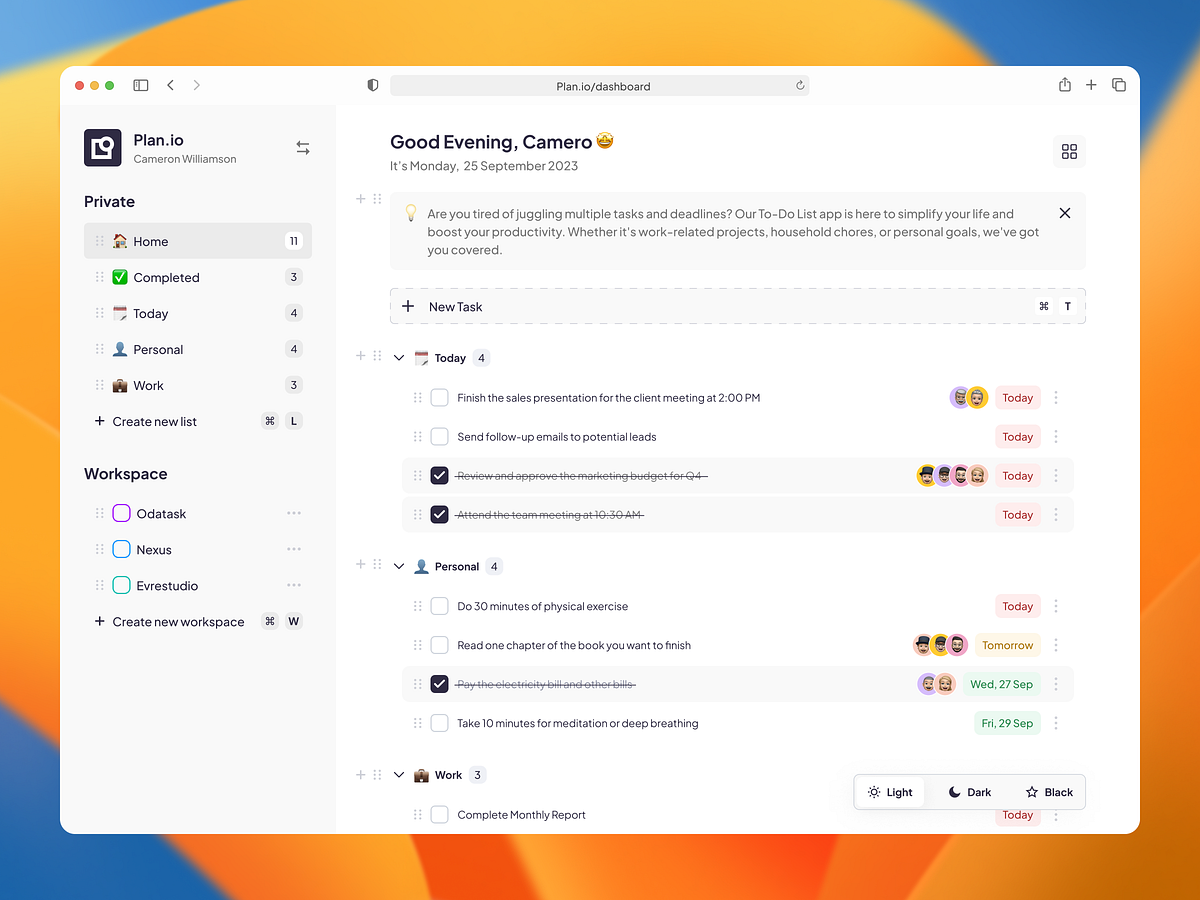 Plan.io/dashboard
Plan.io
Cameron Williamson
Private
Home 11
Completed 3
Today 4
Personal 4
Work 3
Create new list ⌘ L
Workspace
Odatask
Nexus
Evrestudio
Create new workspace ⌘ W
Good Evening, Camero 🤩
It's Monday, 25 September 2023
Are you tired of juggling multiple tasks and deadlines? Our To-Do List app is here to simplify your life and
boost your productivity. Whether it's work-related projects, household chores, or personal goals, we've got
you covered.
New Task ⌘ T
Today 4
Finish the sales presentation for the client meeting at 2:00 PM Today
Send follow-up emails to potential leads Today
Review and approve the marketing budget for Q4 Today
Attend the team meeting at 10:30 AM Today
Personal 4
Do 30 minutes of physical exercise Today
Read one chapter of the book you want to finish Tomorrow
Pay the electricity bill and other bills Wed, 27 Sep
Take 10 minutes for meditation or deep breathing Fri, 29 Sep
Work 3
Complete Monthly Report Today
Light Dark Black